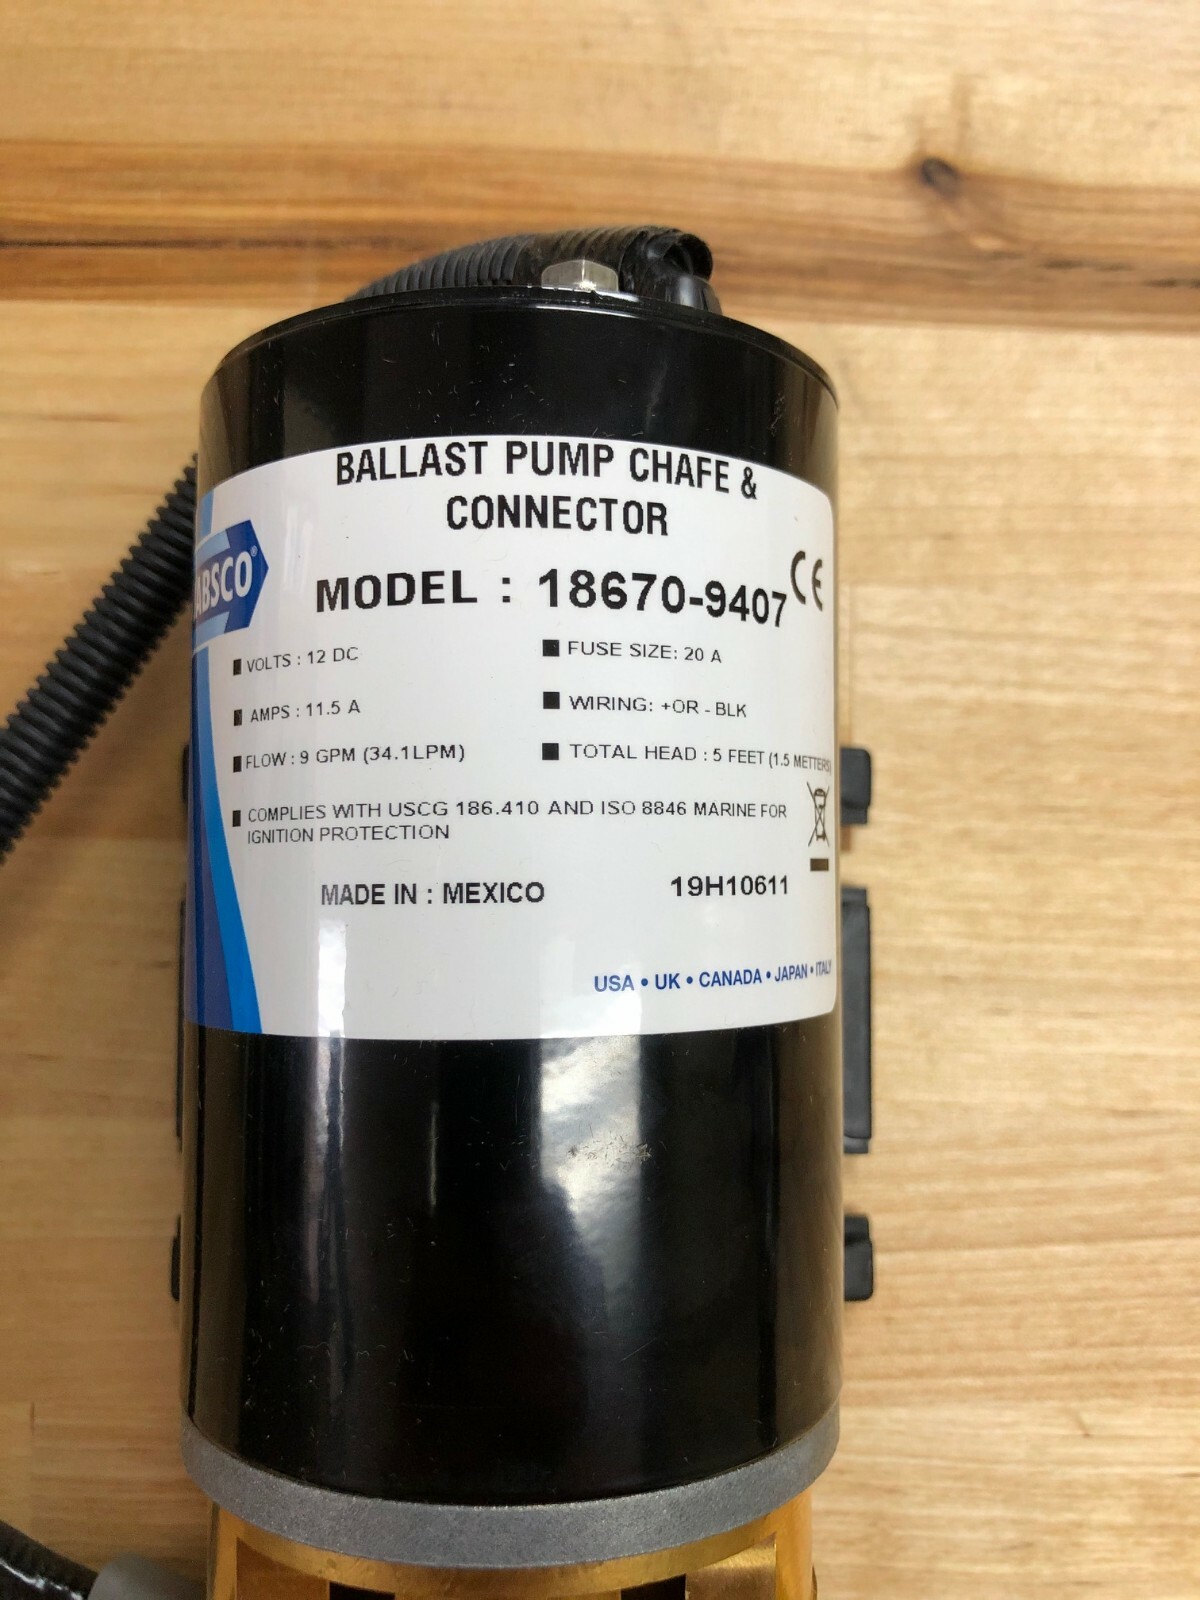 BALLAST PUMP CHAFE &
CONNECTOR
JABSCO®
MODEL : 18670-9407 CE
■ VOLTS : 12 DC
■ FUSE SIZE: 20 A
■ AMPS : 11.5 A
■ WIRING: +OR - BLK
■ FLOW : 9 GPM (34.1LPM)
■ TOTAL HEAD : 5 FEET (1.5 METTERS)
■ COMPLIES WITH USCG 186.410 AND ISO 8846 MARINE FOR
IGNITION PROTECTION
MADE IN : MEXICO
19H10611
USA • UK • CANADA • JAPAN • ITALY